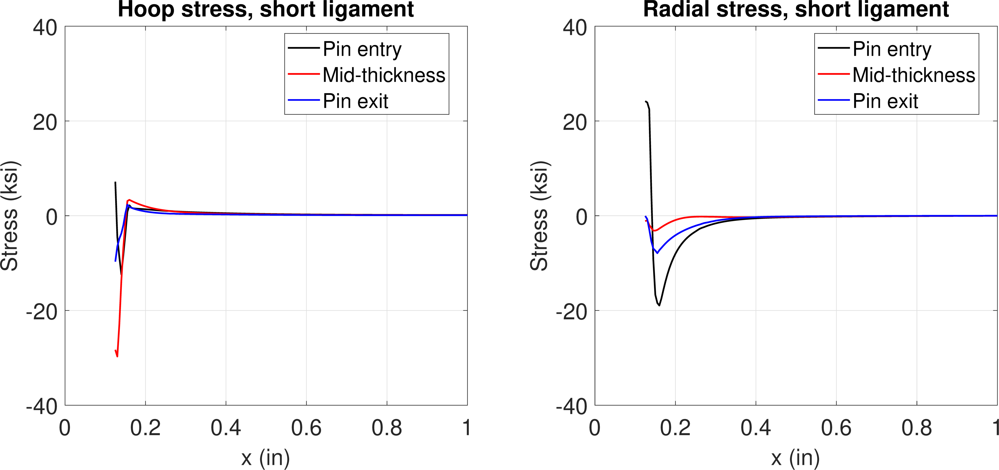 Hoop stress, short ligament
40
20
0
-20
-40
Stress (ksi)
0
0.2
0.4
0.6
0.8
1
x (in)
Pin entry
Mid-thickness
Pin exit
Radial stress, short ligament
40
20
0
-20
-40
Stress (ksi)
0
0.2
0.4
0.6
0.8
1
x (in)
Pin entry
Mid-thickness
Pin exit